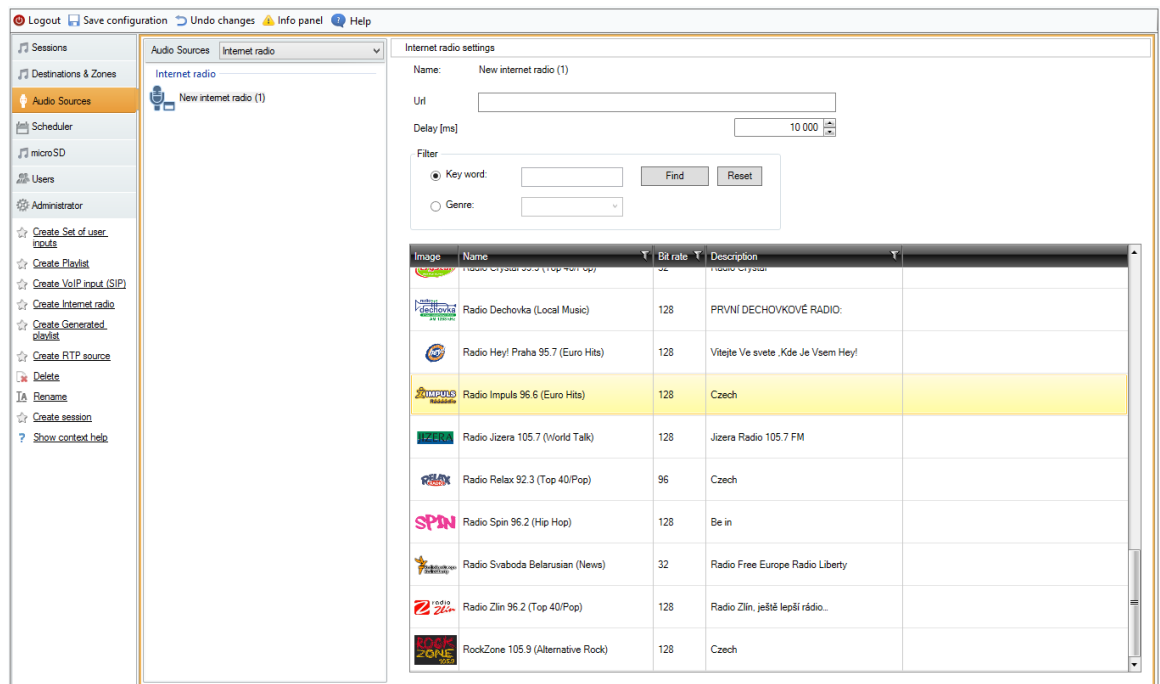 Logout Save configuration Undo changes Info panel Help
Sessions
Destinations & Zones
Audio Sources
Scheduler
microSD
Users
Administrator
Create Set of user
inputs
Create Playlist
Create VoIP input (SIP)
Create Internet radio
Create Generated
playlist
Create RTP source
Delete
Rename
Create session
? Show context help
Audio Sources Internet radio
Internet radio
New internet radio (1)
Internet radio settings
Name: New internet radio (1)
Url
Delay [ms] 10 000
Filter
Key word: Find Reset
Genre:
Image Name Bit rate Description
Radio Crystal 
dechovka Radio Dechovka (Local Music) 128 PRVNÍ DECHOVKOVÉ RADIO:
Radio Hey! Praha 95.7 (Euro Hits) 128 Vitejte Ve svete ,Kde Je Vsem Hey!
IMPULS Radio Impuls 96.6 (Euro Hits) 128 Czech
JIZERA Radio Jizera 105.7 (World Talk) 128 Jizera Radio 105.7 FM
RELAX Radio Relax 92.3 (Top 40/Pop) 96 Czech
SPIN Radio Spin 96.2 (Hip Hop) 128 Be in
Radio Svaboda Belarusian (News) 32 Radio Free Europe Radio Liberty
radio Zlín Radio Zlin 96.2 (Top 40/Pop) 128 Radio Zlín, ještě lepší rádio...
ROCK ZONE 105.9 RockZone 105.9 (Alternative Rock) 128 Czech